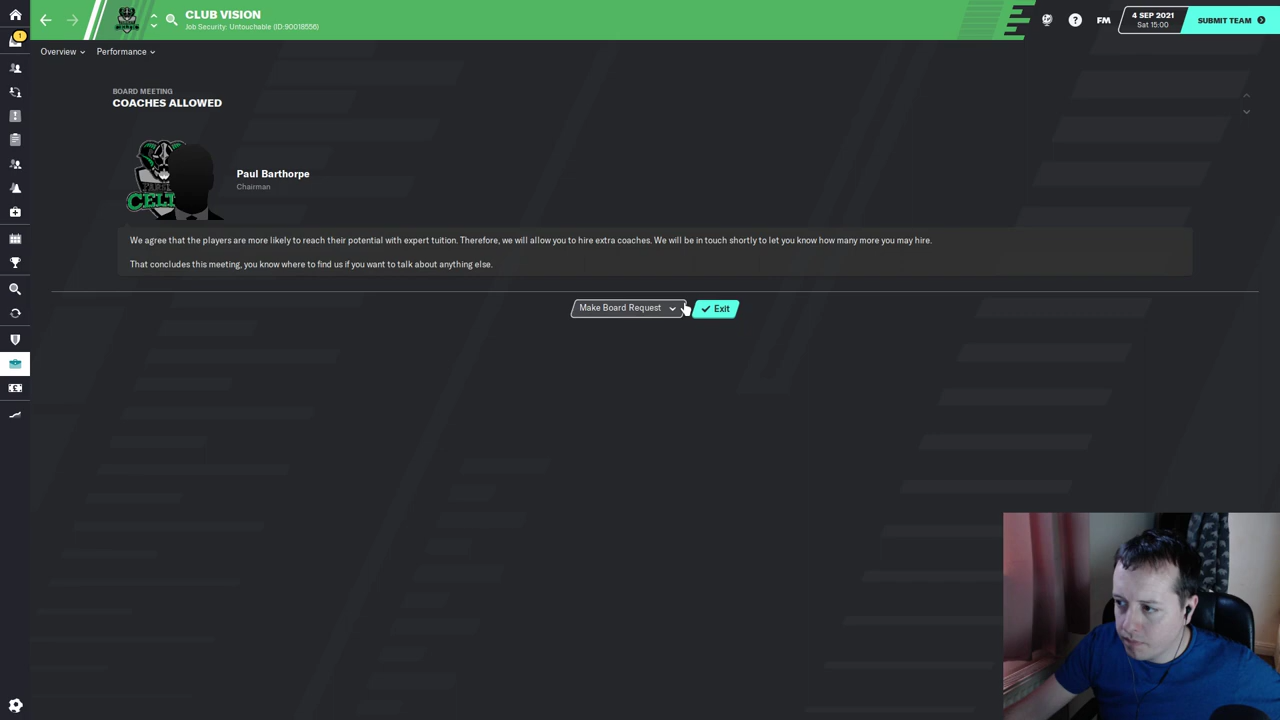 CLUB VISION
Job Security: Untouchable (ID:90016556)
FM
4 SEP 2021
Sat 15:00
SUBMIT TEAM
1
Overview
Performance
BOARD MEETING
COACHES ALLOWED
Paul Barthorpe
Chairman
CELT
We agree that the players are more likely to reach their potential with expert tuition. Therefore, we will allow you to hire extra coaches. We will be in touch shortly to let you know how many more you may hire.
That concludes this meeting, you know where to find us if you want to talk about anything else.
Make Board Request
Exit